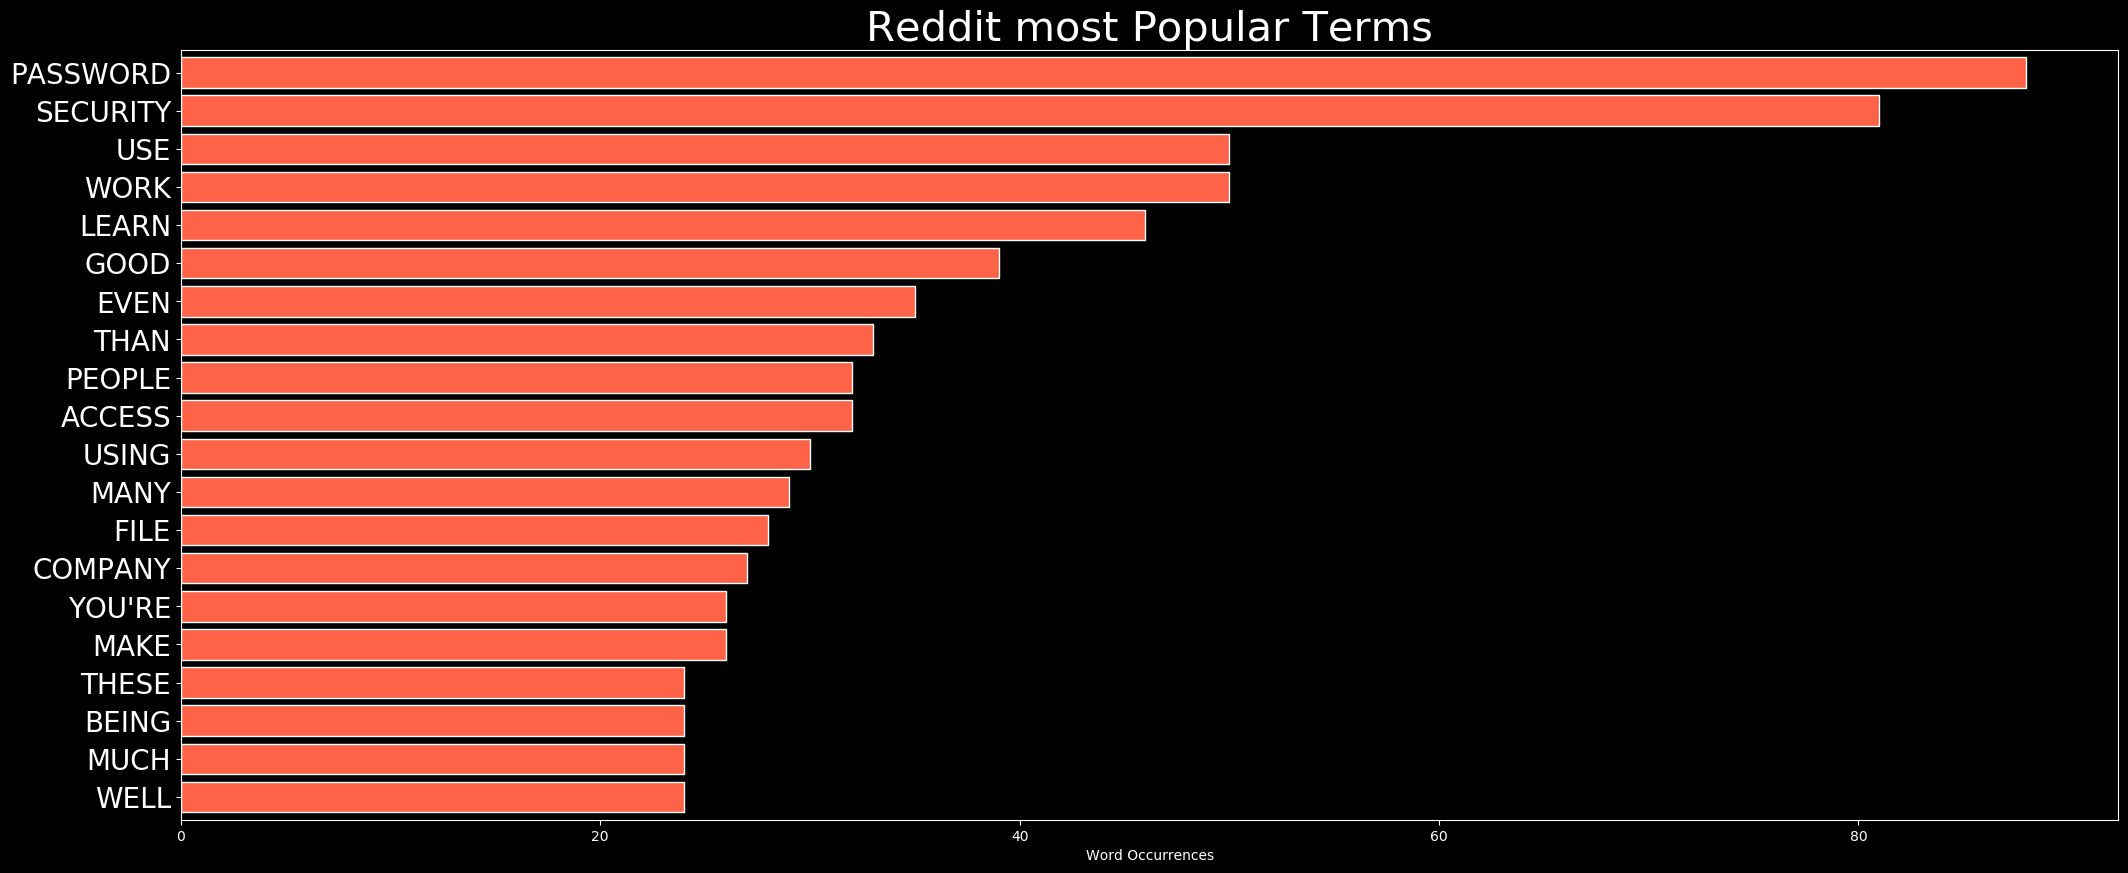 Reddit most Popular Terms
PASSWORD
SECURITY
USE
WORK
LEARN
GOOD
EVEN
THAN
PEOPLE
ACCESS
USING
MANY
FILE
COMPANY
YOU'RE
MAKE
THESE
BEING
MUCH
WELL
0 20 40 60 80
Word Occurrences